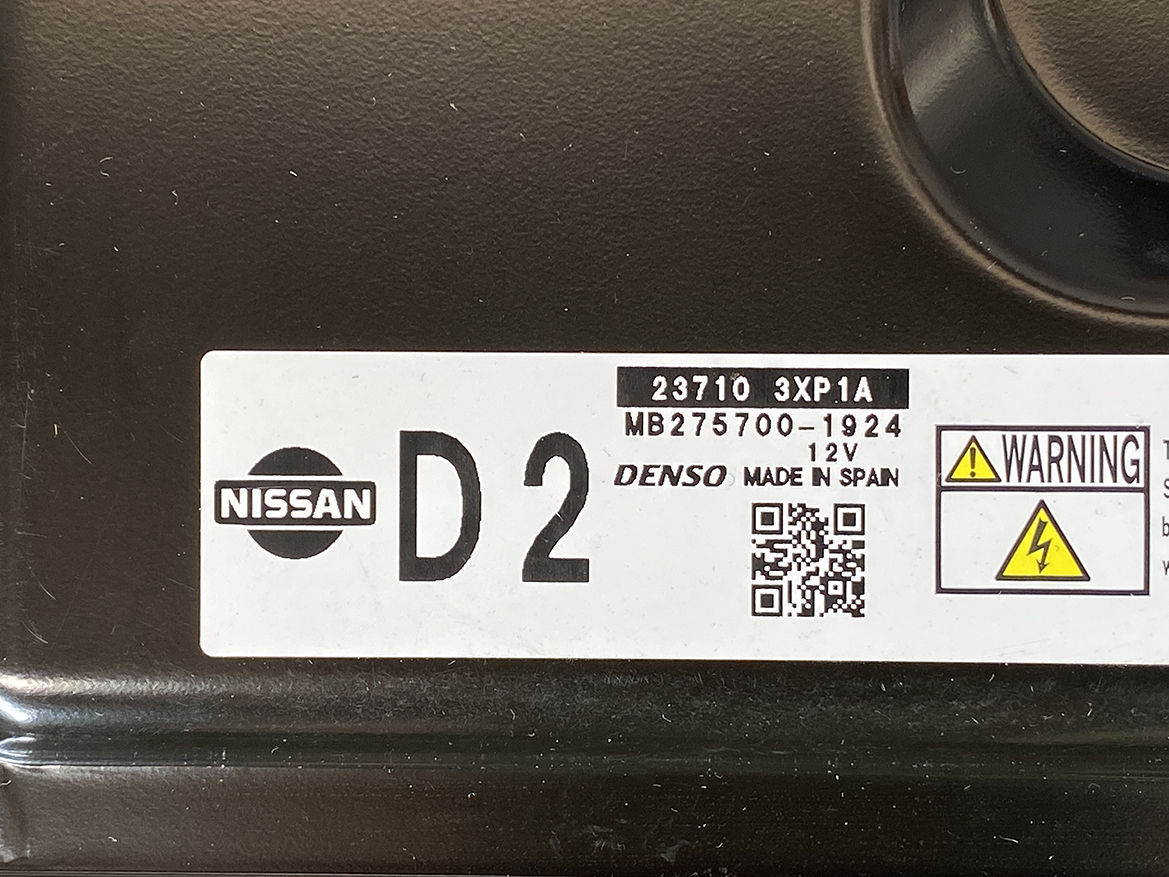 NISSAN
D2
23710 3XP1A
MB275700-1924
12V
DENSO MADE IN SPAIN
WARNING